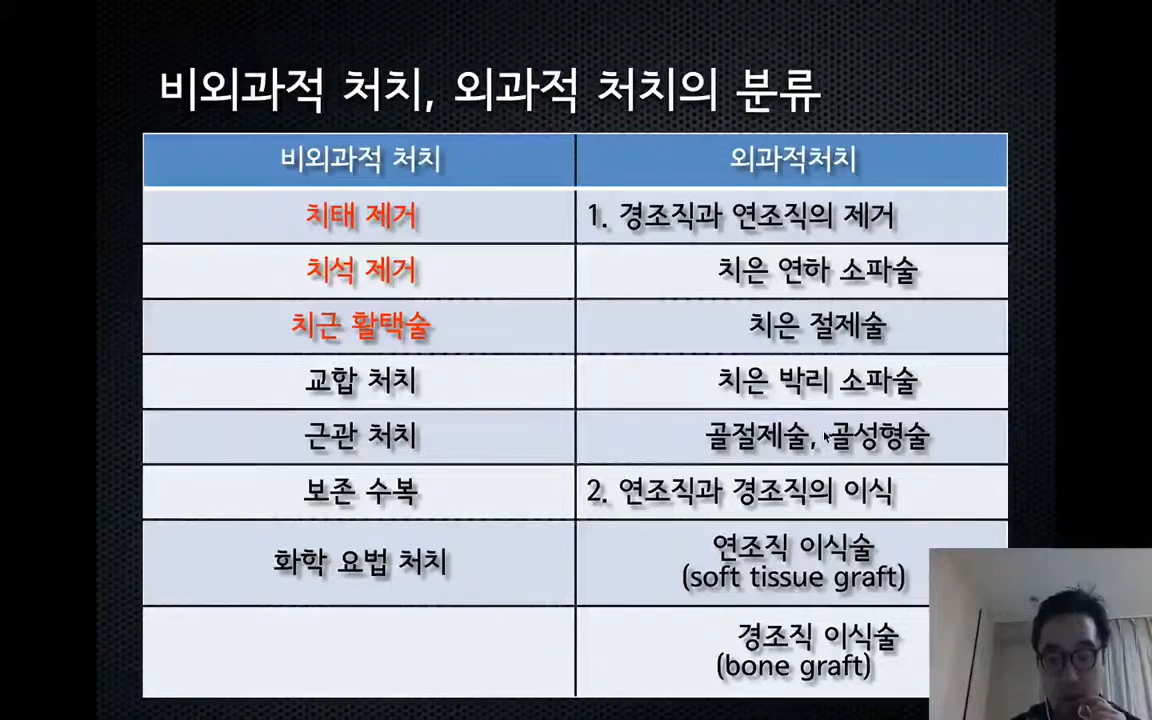 비외과적 처치, 외과적 처치의 분류
비외과적 처치 외과적처치
치태 제거 1. 경조직과 연조직의 제거
치석 제거 치은 연하 소파술
치근 활택술 치은 절제술
교합 처치 치은 박리 소파술
근관 처치 골절제술, 골성형술
보존 수복 2. 연조직과 경조직의 이식
화학 요법 처치 연조직 이식술
(soft tissue graft)
경조직 이식술
(bone graft)